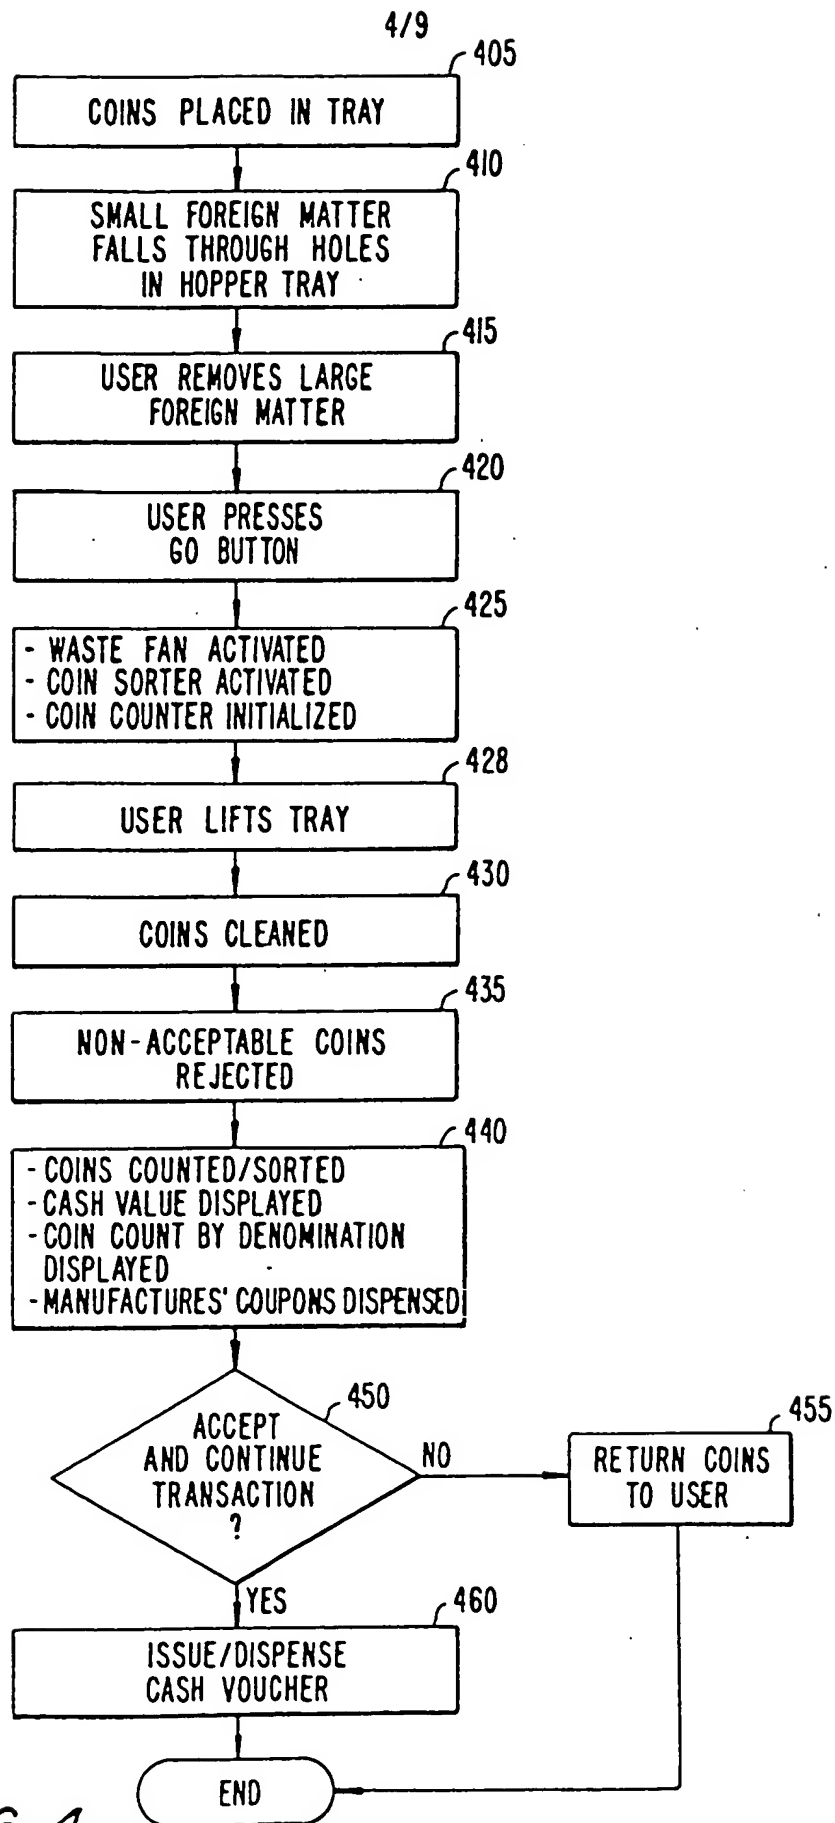 4/9
405
COINS PLACED IN TRAY
410
SMALL FOREIGN MATTER
FALLS THROUGH HOLES
IN HOPPER TRAY
415
USER REMOVES LARGE
FOREIGN MATTER
420
USER PRESSES
GO BUTTON
425
- WASTE FAN ACTIVATED
- COIN SORTER ACTIVATED
- COIN COUNTER INITIALIZED
428
USER LIFTS TRAY
430
COINS CLEANED
435
NON-ACCEPTABLE COINS
REJECTED
440
- COINS COUNTED/SORTED
- CASH VALUE DISPLAYED
- COIN COUNT BY DENOMINATION
DISPLAYED
- MANUFACTURES' COUPONS DISPENSED
450
ACCEPT
AND CONTINUE
TRANSACTION
?
NO
455
RETURN COINS
TO USER
YES
460
ISSUE/DISPENSE
CASH VOUCHER
END